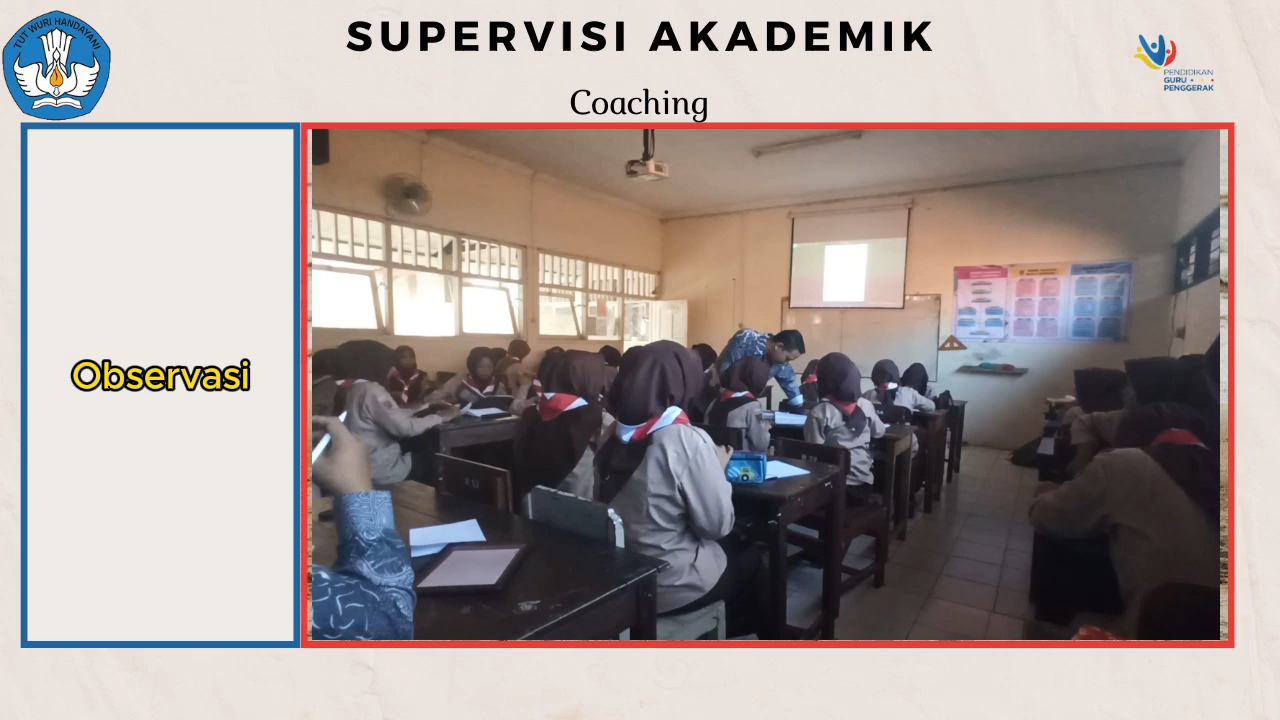 TUT WURI HANDAYANI
SUPERVISI AKADEMIK
Coaching
PENDIDIKAN
GURU
PENGGERAK
Observasi